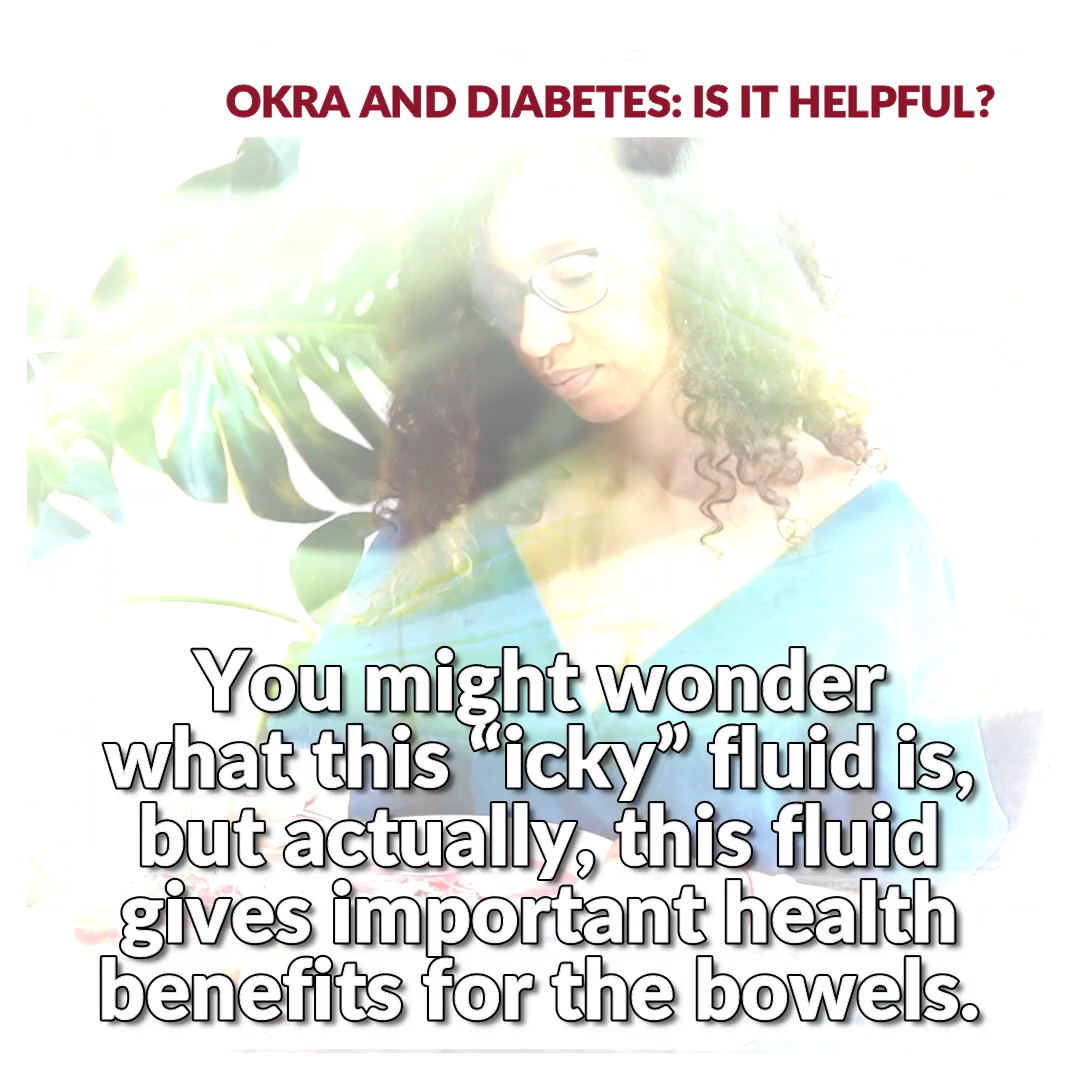 OKRA AND DIABETES: IS IT HELPFUL?
You might wonder
what this “icky” fluid is,
but actually, this fluid
gives important health
benefits for the bowels.